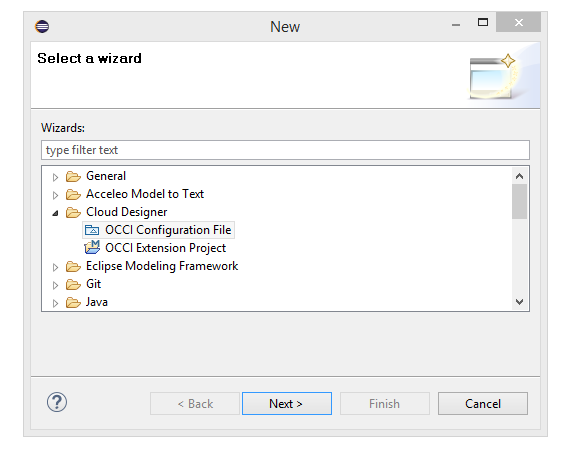 New
Select a wizard
Wizards:
type filter text
General
Acceleo Model to Text
Cloud Designer
OCCI Configuration File
OCCI Extension Project
Eclipse Modeling Framework
Git
Java
? < Back Next > Finish Cancel